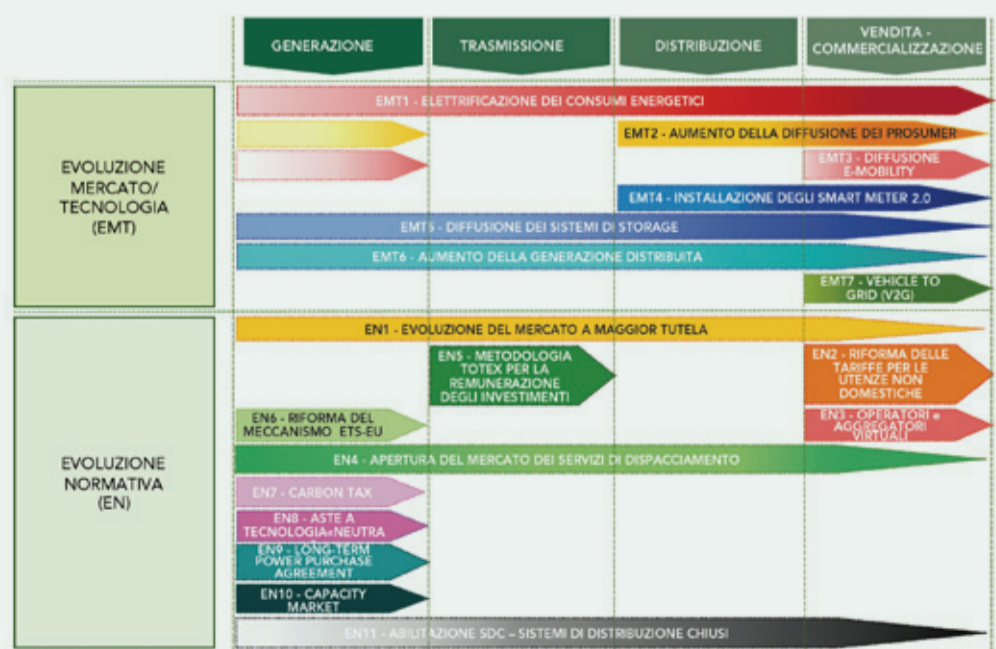 GENERAZIONE
TRASMISSIONE
DISTRIBUZIONE
VENDITA -
COMMERCIALIZZAZIONE
EVOLUZIONE
MERCATO/
TECNOLOGIA
(EMT)
EMT1 - ELETTRIFICAZIONE DEI CONSUMI ENERGETICI
EMT2 - AUMENTO DELLA DIFFUSIONE DEI PROSUMER
EMT3 - DIFFUSIONE
E-MOBILITY
EMT4 - INSTALLAZIONE DEGLI SMART METER 2.0
EMT5 - DIFFUSIONE DEI SISTEMI DI STORAGE
EMT6 - AUMENTO DELLA GENERAZIONE DISTRIBUITA
EMT7 - VEHICLE TO
GRID (V2G)
EVOLUZIONE
NORMATIVA
(EN)
EN1 - EVOLUZIONE DEL MERCATO A MAGGIOR TUTELA
EN5 - METODOLOGIA
TOTEX PER LA
REMUNERAZIONE
DEGLI INVESTIMENTI
EN2 - RIFORMA DELLE
TARIFFE PER LE
UTENZE NON
DOMESTICHE
EN6 - RIFORMA DEL
MECCANISMO ETS-EU
EN3 - OPERATORI e
AGGREGATORI
VIRTUALI
EN4 - APERTURA DEL MERCATO DEI SERVIZI DI DISPACCIAMENTO
EN7 - CARBON TAX
EN8 - ASTE A
TECNOLOGIA NEUTRA
EN9 - LONG-TERM
POWER PURCHASE
AGREEMENT
EN10 - CAPACITY
MARKET
EN11 - ABILITAZIONE SDC – SISTEMI DI DISTRIBUZIONE CHIUSI